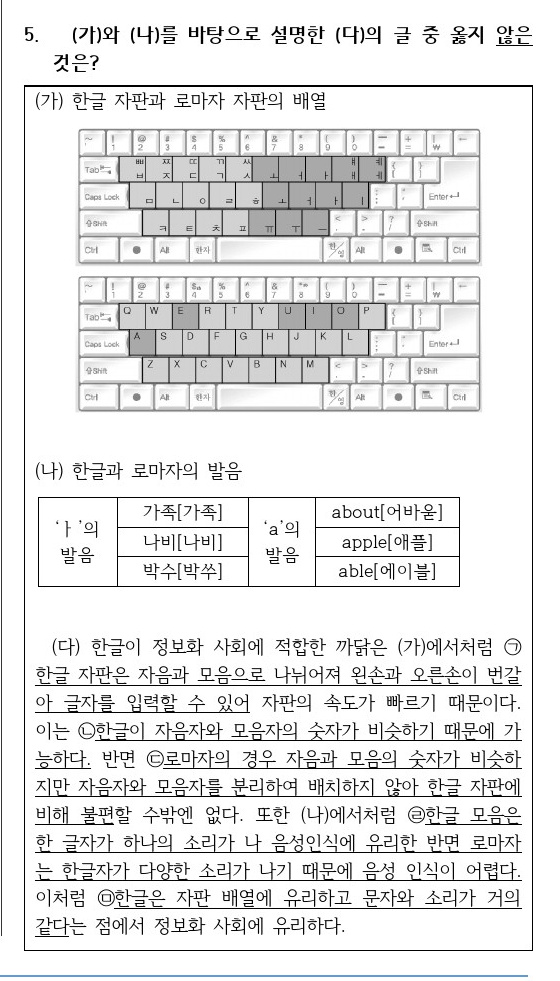 5. (가)와 (나)를 바탕으로 설명한 (다)의 글 중 옳지 않은
것은?
(가) 한글 자판과 로마자 자판의 배열
~ ! @ # $ % ^ & * ( ) _ + | ←
` 1 2 3 4 5 6 7 8 9 0 - = ₩
Tab ㅃ ㅉ ㄸ ㄲ ㅆ ㅒ ㅖ { }
ㅂ ㅈ ㄷ ㄱ ㅅ ㅛ ㅕ ㅑ ㅐ ㅔ [ ]
Caps Lock ㅁ ㄴ ㅇ ㄹ ㅎ ㅗ ㅓ ㅏ ㅣ : ; " ' Enter
⇧Shift ㅋ ㅌ ㅊ ㅍ ㅠ ㅜ ㅡ < , > . ? / ⇧Shift
Ctrl Alt 한자 한/영 Alt Ctrl
~ ! @ # $ % ^ & * ( ) _ + | ←
` 1 2 3 4 5 6 7 8 9 0 - = ₩
Tab Q W E R T Y U I O P { [ } ]
Caps Lock A S D F G H J K L : ; " ' Enter
⇧Shift Z X C V B N M < , > . ? / ⇧Shift
Ctrl Alt 한자 한/영 Alt Ctrl
(나) 한글과 로마자의 발음
'ㅏ'의 발음 가족[가족] 'a'의 발음 about[어바운]
나비[나비] apple[애플]
박수[박쑤] able[에이블]
(다) 한글이 정보화 사회에 적합한 까닭은 (가)에서처럼 ㉠
한글 자판은 자음과 모음으로 나뉘어져 왼손과 오른손이 번갈
아 글자를 입력할 수 있어 자판의 속도가 빠르기 때문이다.
이는 ㉡한글이 자음자와 모음자의 숫자가 비슷하기 때문에 가
능하다. 반면 ㉢로마자의 경우 자음과 모음의 숫자가 비슷하
지만 자음자와 모음자를 분리하여 배치하지 않아 한글 자판에
비해 불편할 수밖엔 없다. 또한 (나)에서처럼 ㉣한글 모음은
한 글자가 하나의 소리가 나 음성인식에 유리한 반면 로마자
는 한글자가 다양한 소리가 나기 때문에 음성 인식이 어렵다.
이처럼 ㉤한글은 자판 배열에 유리하고 문자와 소리가 거의
같다는 점에서 정보화 사회에 유리하다.